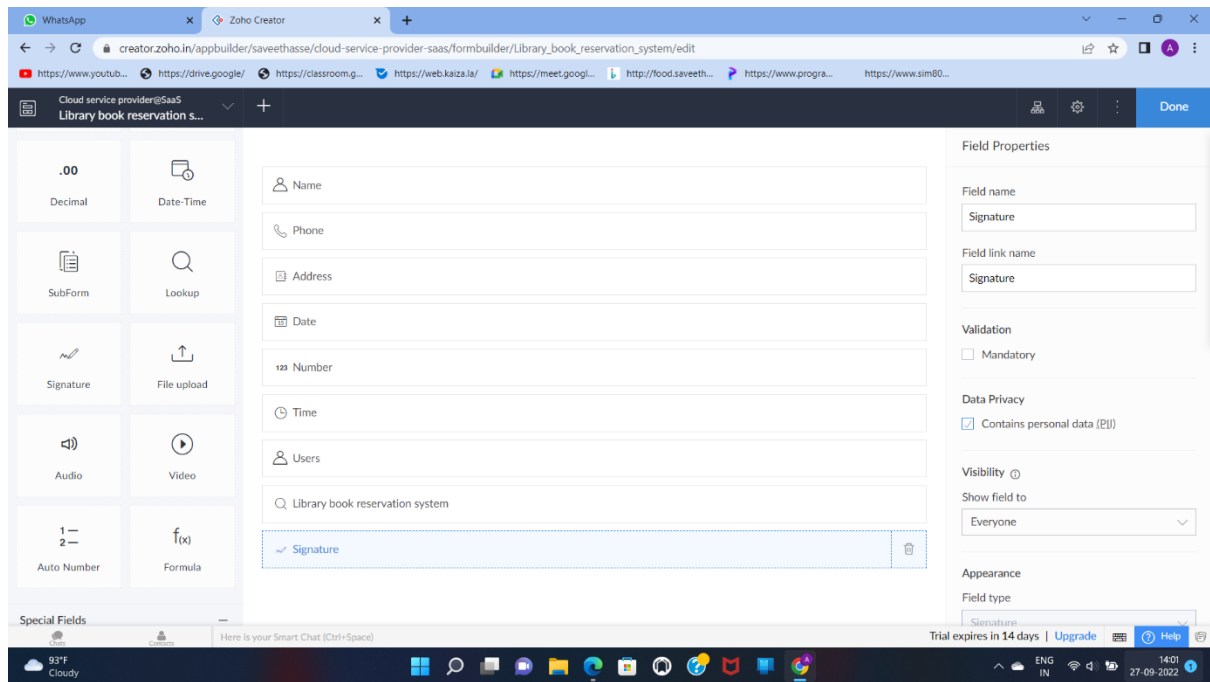 WhatsApp
Zoho Creator
creator.zoho.in/appbuilder/saveethasse/cloud-service-provider-saas/formbuilder/Library_book_reservation_system/edit
A
https://www.youtub... https://drive.google/ https://classroom.g... https://web.kaiza.la/ https://meet.googl... http://food.saveeth... https://www.progra... https://www.sim80...
Cloud service provider@SaaS
Library book reservation s...
Done
.00
Decimal
Date-Time
SubForm
Lookup
Signature
File upload
Audio
Video
1
2
Auto Number
f(x)
Formula
Special Fields
Name
Phone
Address
Date
123 Number
Time
Users
Library book reservation system
Signature
Field Properties
Field name
Signature
Field link name
Signature
Validation
Mandatory
Data Privacy
Contains personal data (PII)
Visibility
Show field to
Everyone
Appearance
Field type
Signature
Chats
Contacts
Here is your Smart Chat (Ctrl+Space)
Trial expires in 14 days | Upgrade
Help
93°F
Cloudy
ENG
IN
14:01
27-09-2022
1